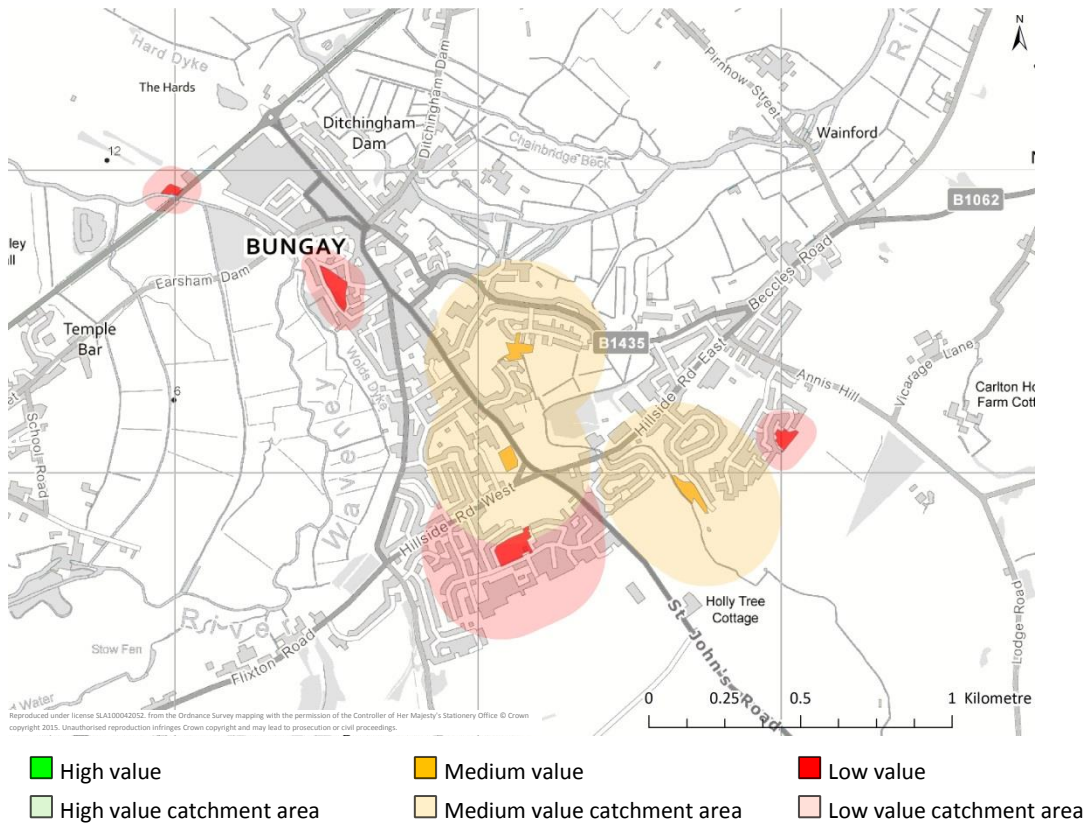 Hard Dyke
The Hards
12
Ditchingham
Dam
Ditchingham Dam
Chainbridge Beck
Pirnhow Street
Wainford
N
B1062
BUNGAY
Earsham Dam
Temple
Bar
6
School Road
Wolds Dyke
Waveney
River
Stow Fen
Flixton Road
Hillside Rd West
Hillside Rd East
B1435
Beccles Road
Annis Hill
Vicarage Lane
Carlton Ho
Farm Cott
Holly Tree
Cottage
St John's Road
Lodge Road
d Water
0 0.25 0.5 1 Kilometre
Reproduced under license SLA100042052. from the Ordnance Survey mapping with the permission of the Controller of Her Majesty's Stationery Office © Crown
copyright 2015. Unauthorised reproduction infringes Crown copyright and may lead to prosecution or civil proceedings.
High value
Medium value
Low value
High value catchment area
Medium value catchment area
Low value catchment area